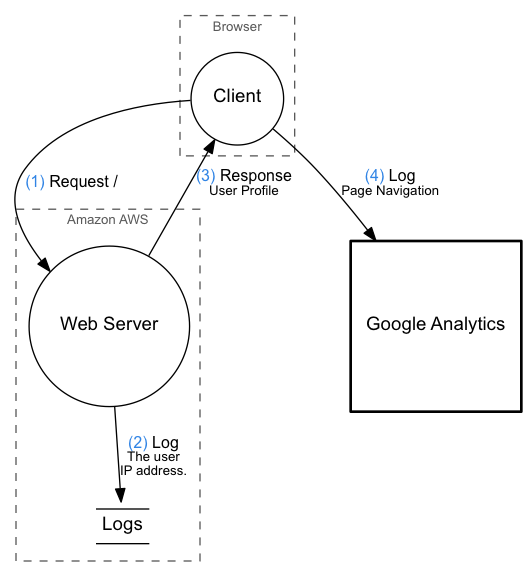 Browser
Client
(1) Request /
(3) Response
User Profile
(4) Log
Page Navigation
Amazon AWS
Web Server
Google Analytics
(2) Log
The user
IP address.
Logs